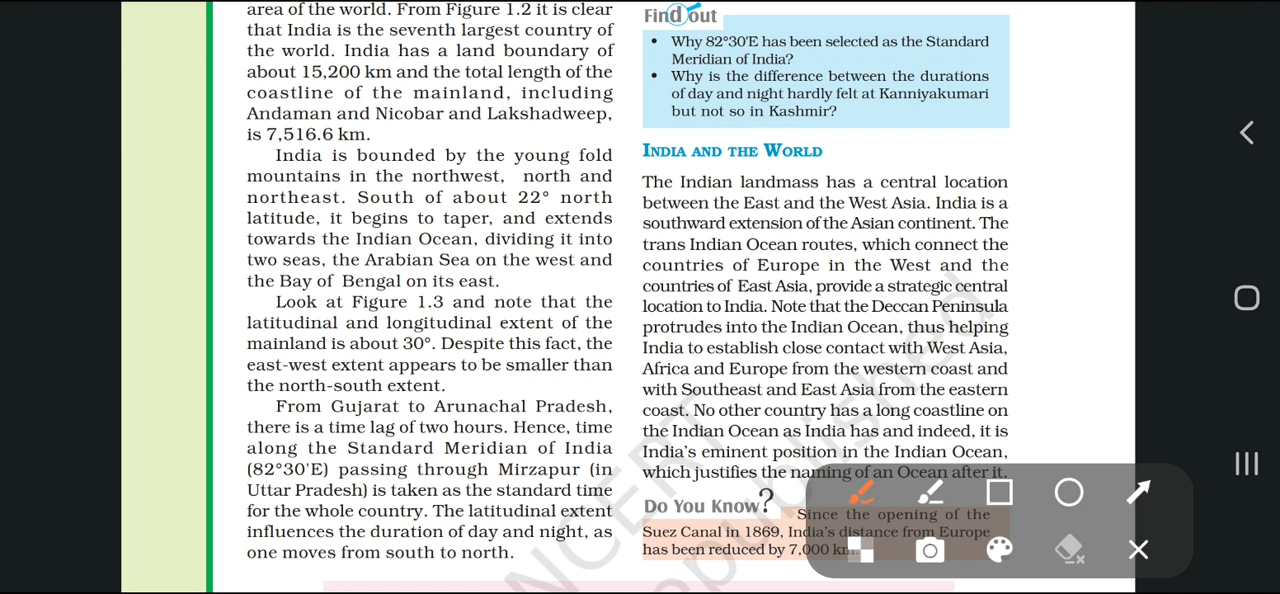 area of the world. From Figure 1.2 it is clear
that India is the seventh largest country of
the world. India has a land boundary of
about 15,200 km and the total length of the
coastline of the mainland, including
Andaman and Nicobar and Lakshadweep,
is 7,516.6 km.
India is bounded by the young fold
mountains in the northwest, north and
northeast. South of about 22° north
latitude, it begins to taper, and extends
towards the Indian Ocean, dividing it into
two seas, the Arabian Sea on the west and
the Bay of Bengal on its east.
Look at Figure 1.3 and note that the
latitudinal and longitudinal extent of the
mainland is about 30°. Despite this fact, the
east-west extent appears to be smaller than
the north-south extent.
From Gujarat to Arunachal Pradesh,
there is a time lag of two hours. Hence, time
along the Standard Meridian of India
(82°30'E) passing through Mirzapur (in
Uttar Pradesh) is taken as the standard time
for the whole country. The latitudinal extent
influences the duration of day and night, as
one moves from south to north.
Find out
• Why 82°30'E has been selected as the Standard
Meridian of India?
• Why is the difference between the durations
of day and night hardly felt at Kanniyakumari
but not so in Kashmir?
INDIA AND THE WORLD
The Indian landmass has a central location
between the East and the West Asia. India is a
southward extension of the Asian continent. The
trans Indian Ocean routes, which connect the
countries of Europe in the West and the
countries of East Asia, provide a strategic central
location to India. Note that the Deccan Peninsula
protrudes into the Indian Ocean, thus helping
India to establish close contact with West Asia,
Africa and Europe from the western coast and
with Southeast and East Asia from the eastern
coast. No other country has a long coastline on
the Indian Ocean as India has and indeed, it is
India's eminent position in the Indian Ocean,
which justifies the naming of an Ocean after it.
Do You Know?
Since the opening of the
Suez Canal in 1869, India's distance from Europe
has been reduced by 7,000 km.
NCERT
republished